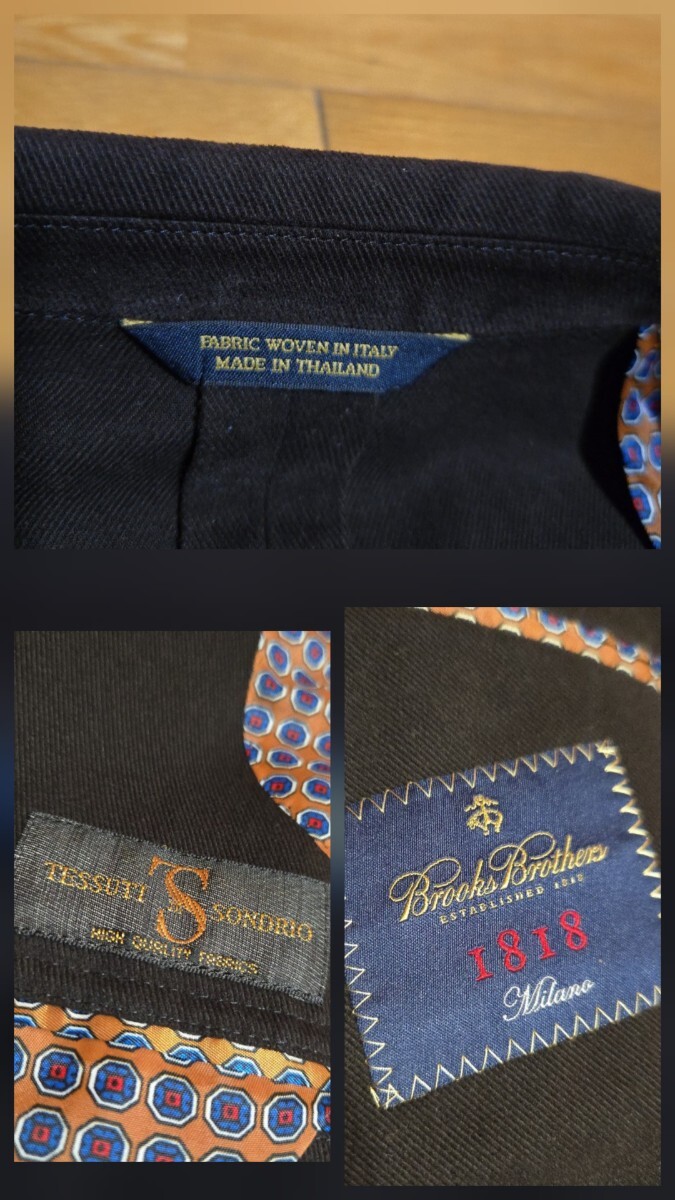 FABRIC WOVEN IN ITALY
MADE IN THAILAND
TESSUTI DI SONDRIO
TS
HIGH QUALITY FABRICS
Brooks Brothers
ESTABLISHED 1818
1818
Milano